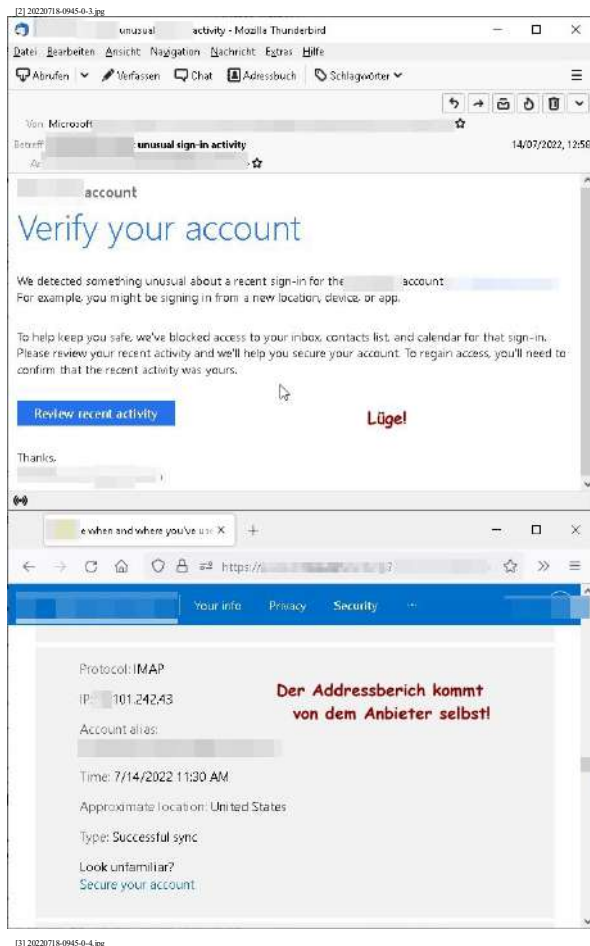 [2] 20220718-0945-0-3.jpg
unusual activity - Mozilla Thunderbird
Datei Bearbeiten Ansicht Navigation Nachricht Extras Hilfe
Abrufen Verfassen Chat Adressbuch Schlagwörter
Von Microsoft
Betreff : unusual sign-in activity 14/07/2022, 12:58
An
account
Verify your account
We detected something unusual about a recent sign-in for the account
For example, you might be signing in from a new location, device, or app.
To help keep you safe, we've blocked access to your inbox, contacts list, and calendar for that sign-in.
Please review your recent activity and we'll help you secure your account. To regain access, you'll need to
confirm that the recent activity was yours.
Review recent activity
Lüge!
Thanks,
e when and where you've use
https://
Your info Privacy Security ...
Protocol: IMAP
IP: 101.242.43
Der Addressberich kommt
von dem Anbieter selbst!
Account alias:
Time: 7/14/2022 11:30 AM
Approximate location: United States
Type: Successful sync
Look unfamiliar?
Secure your account
[3] 20220718-0945-0-4.jpg